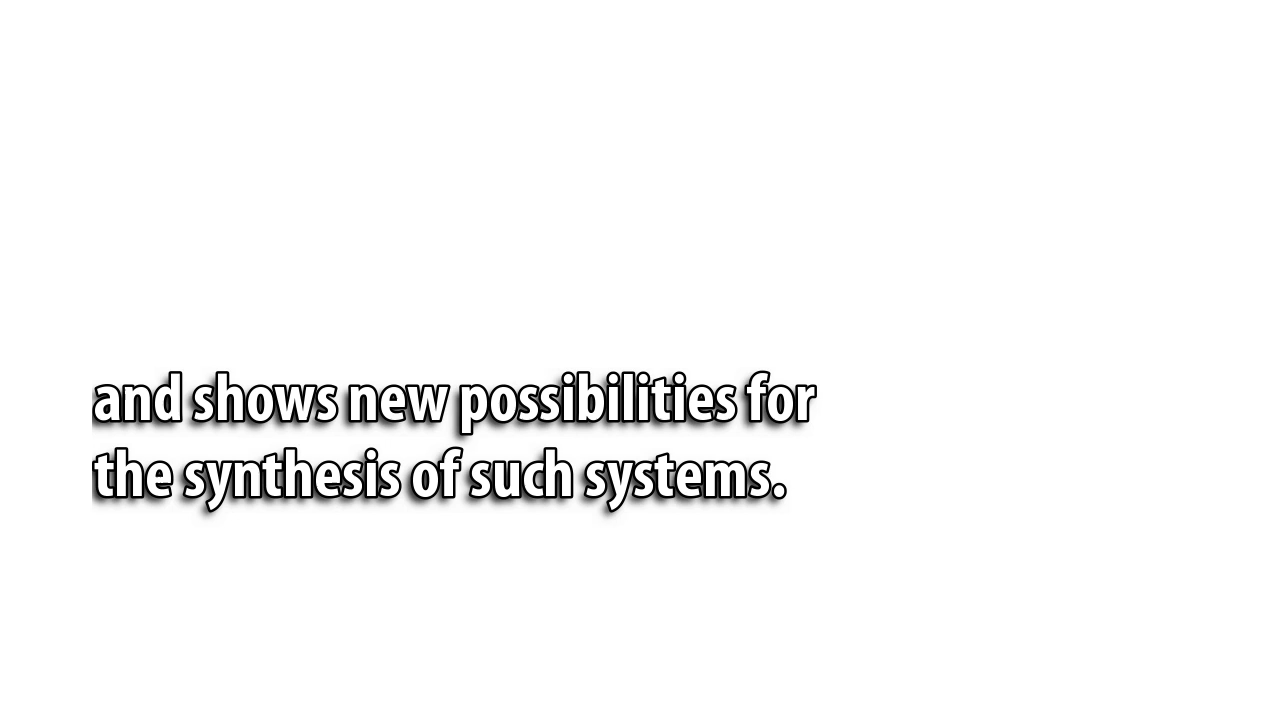 and shows new possibilities for
the synthesis of such systems.